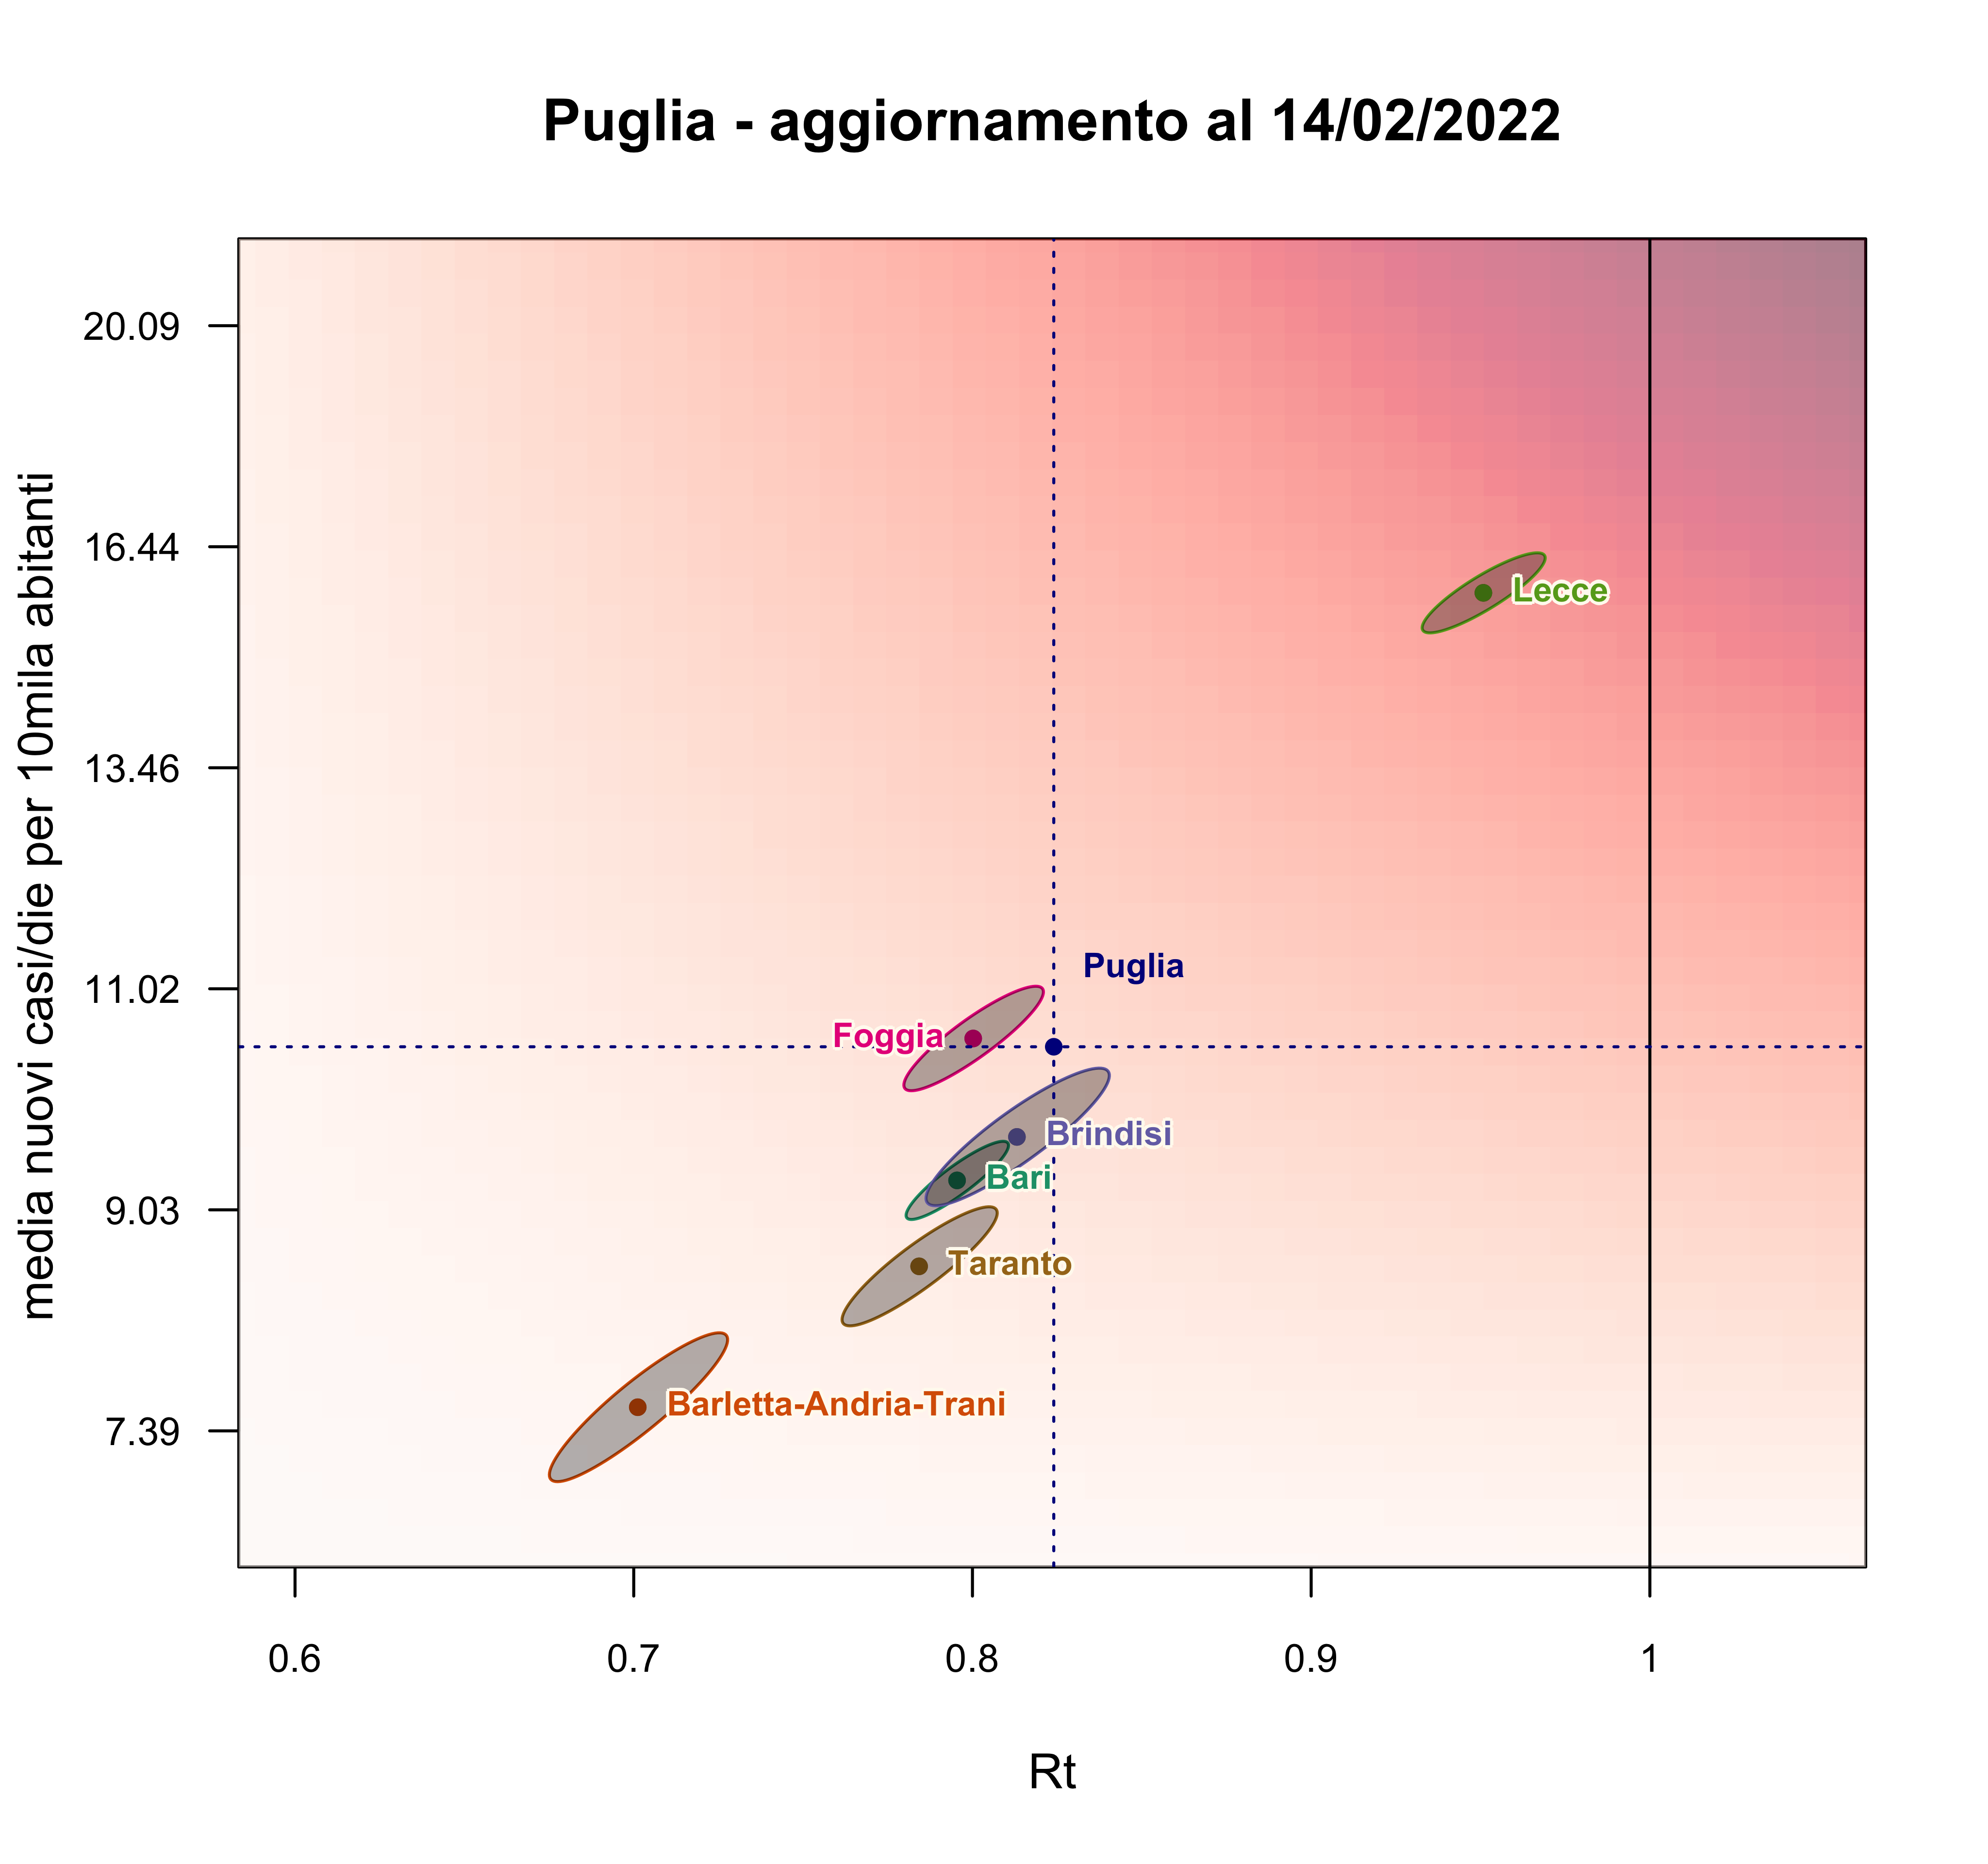 Puglia - aggiornamento al 14/02/2022
media nuovi casi/die per 10mila abitanti
20.09
16.44
13.46
11.02
9.03
7.39
Lecce
Puglia
Foggia
Brindisi
Bari
Taranto
Barletta-Andria-Trani
0.6
0.7
0.8
0.9
1
Rt